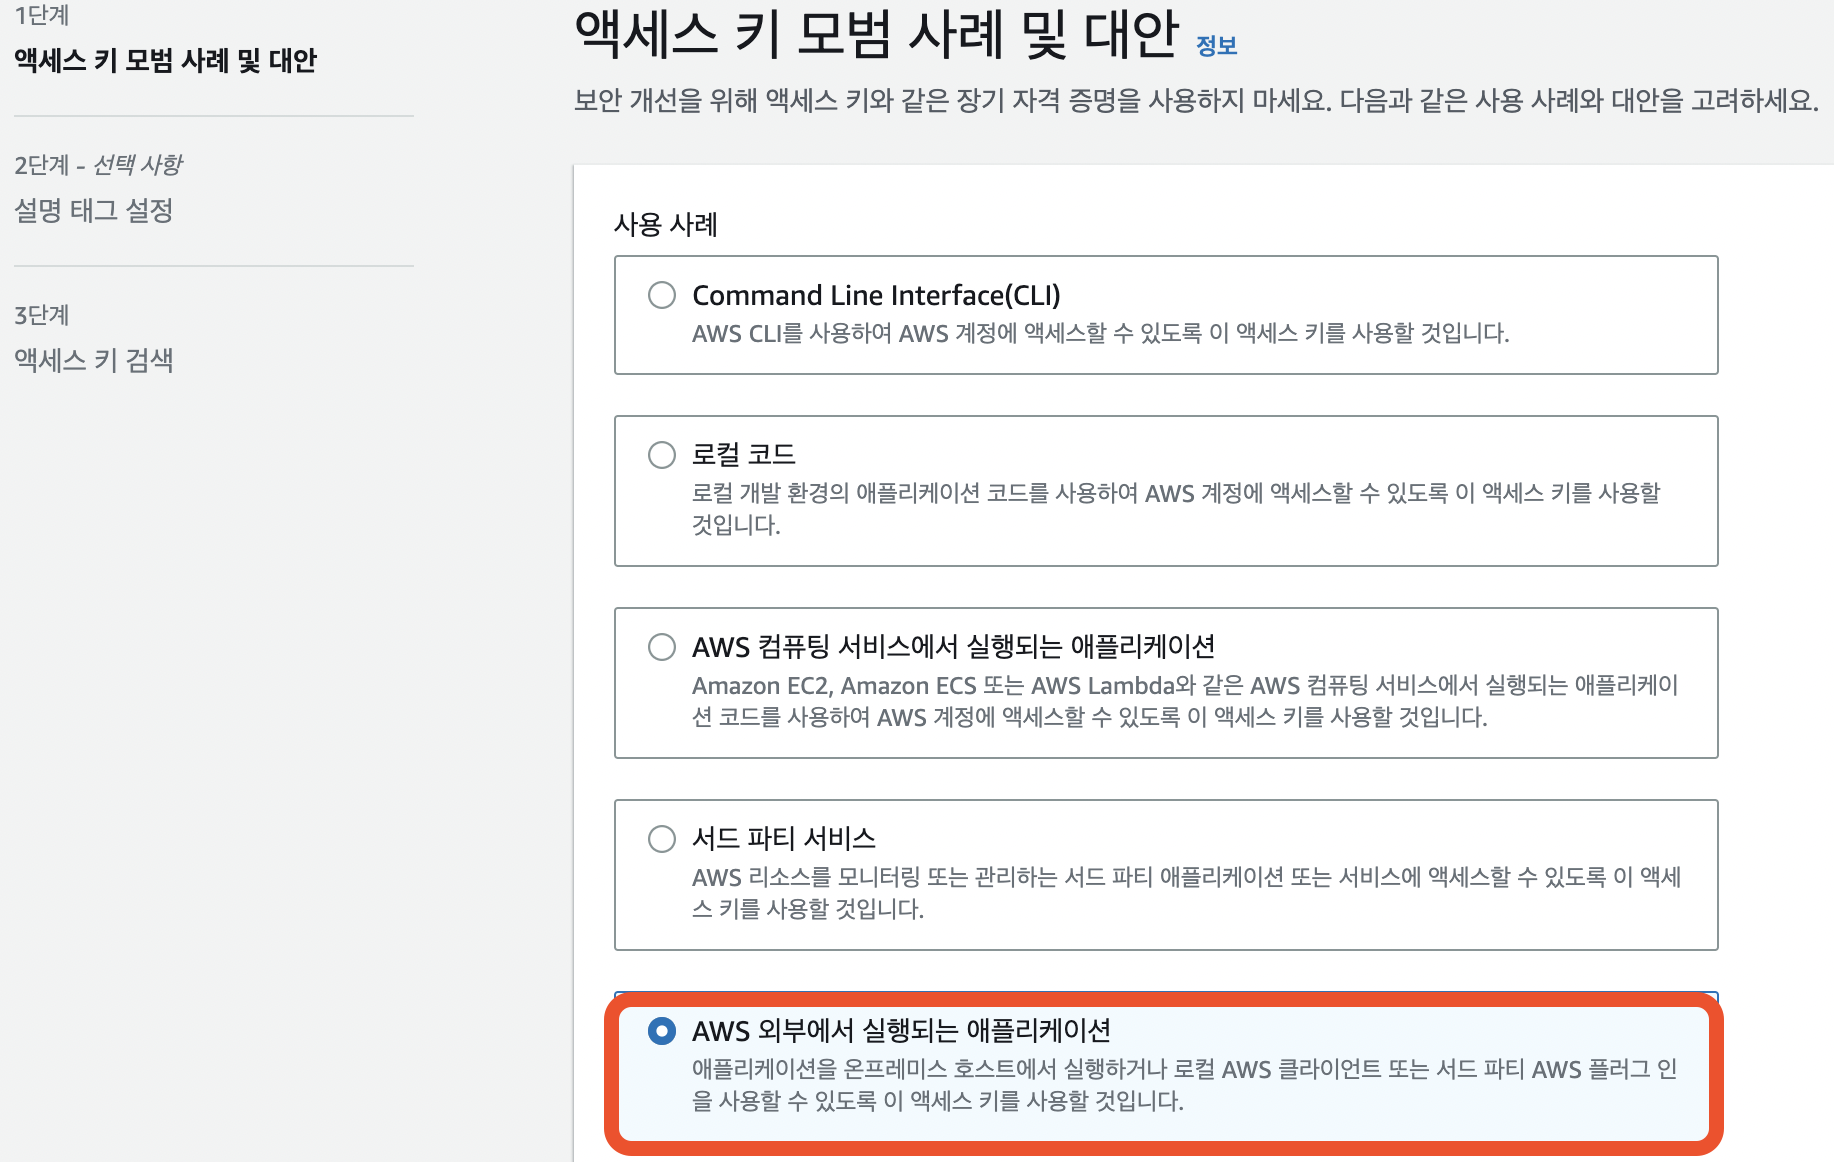 1단계
액세스 키 모범 사례 및 대안
2단계 - 선택 사항
설명 태그 설정
3단계
액세스 키 검색
액세스 키 모범 사례 및 대안 정보
보안 개선을 위해 액세스 키와 같은 장기 자격 증명을 사용하지 마세요. 다음과 같은 사용 사례와 대안을 고려하세요.
사용 사례
Command Line Interface(CLI)
AWS CLI를 사용하여 AWS 계정에 액세스할 수 있도록 이 액세스 키를 사용할 것입니다.
로컬 코드
로컬 개발 환경의 애플리케이션 코드를 사용하여 AWS 계정에 액세스할 수 있도록 이 액세스 키를 사용할
것입니다.
AWS 컴퓨팅 서비스에서 실행되는 애플리케이션
Amazon EC2, Amazon ECS 또는 AWS Lambda와 같은 AWS 컴퓨팅 서비스에서 실행되는 애플리케이
션 코드를 사용하여 AWS 계정에 액세스할 수 있도록 이 액세스 키를 사용할 것입니다.
서드 파티 서비스
AWS 리소스를 모니터링 또는 관리하는 서드 파티 애플리케이션 또는 서비스에 액세스할 수 있도록 이 액세
스 키를 사용할 것입니다.
AWS 외부에서 실행되는 애플리케이션
애플리케이션을 온프레미스 호스트에서 실행하거나 로컬 AWS 클라이언트 또는 서드 파티 AWS 플러그 인
을 사용할 수 있도록 이 액세스 키를 사용할 것입니다.